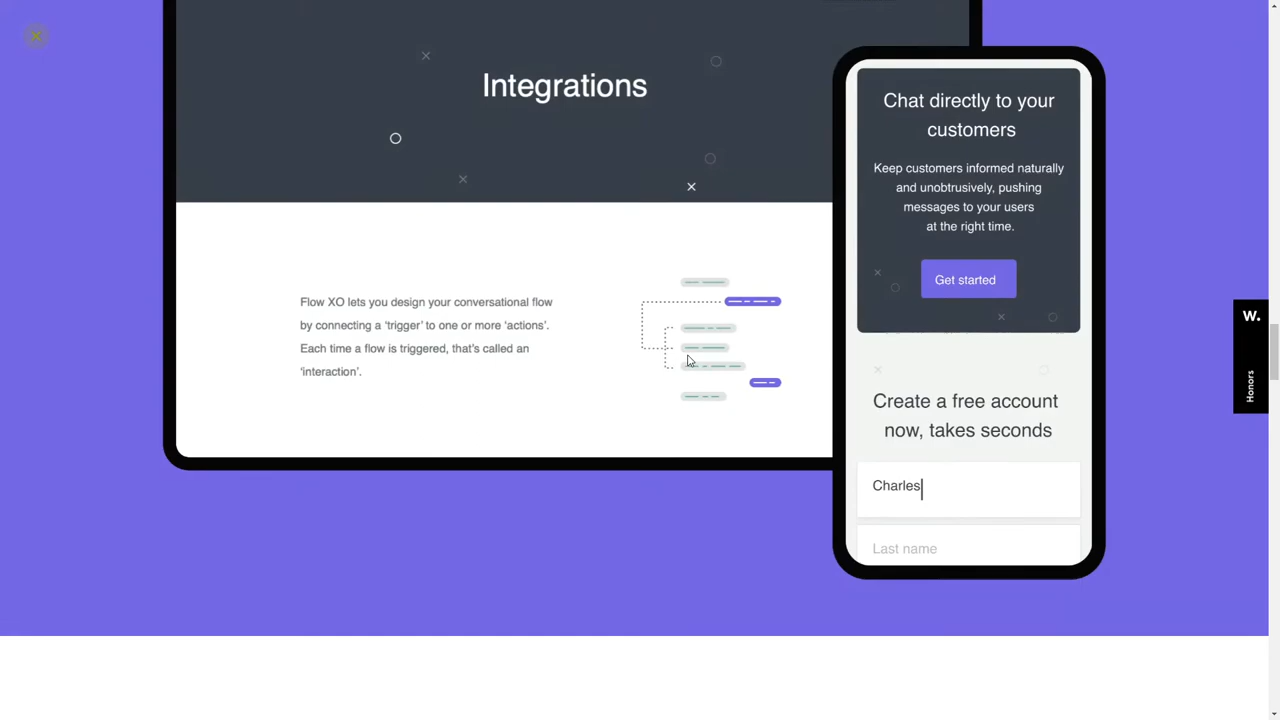 Integrations
Flow XO lets you design your conversational flow
by connecting a ‘trigger’ to one or more ‘actions’.
Each time a flow is triggered, that’s called an
‘interaction’.
Chat directly to your
customers
Keep customers informed naturally
and unobtrusively, pushing
messages to your users
at the right time.
Get started
Create a free account
now, takes seconds
Charles
Last name
W.
Honors